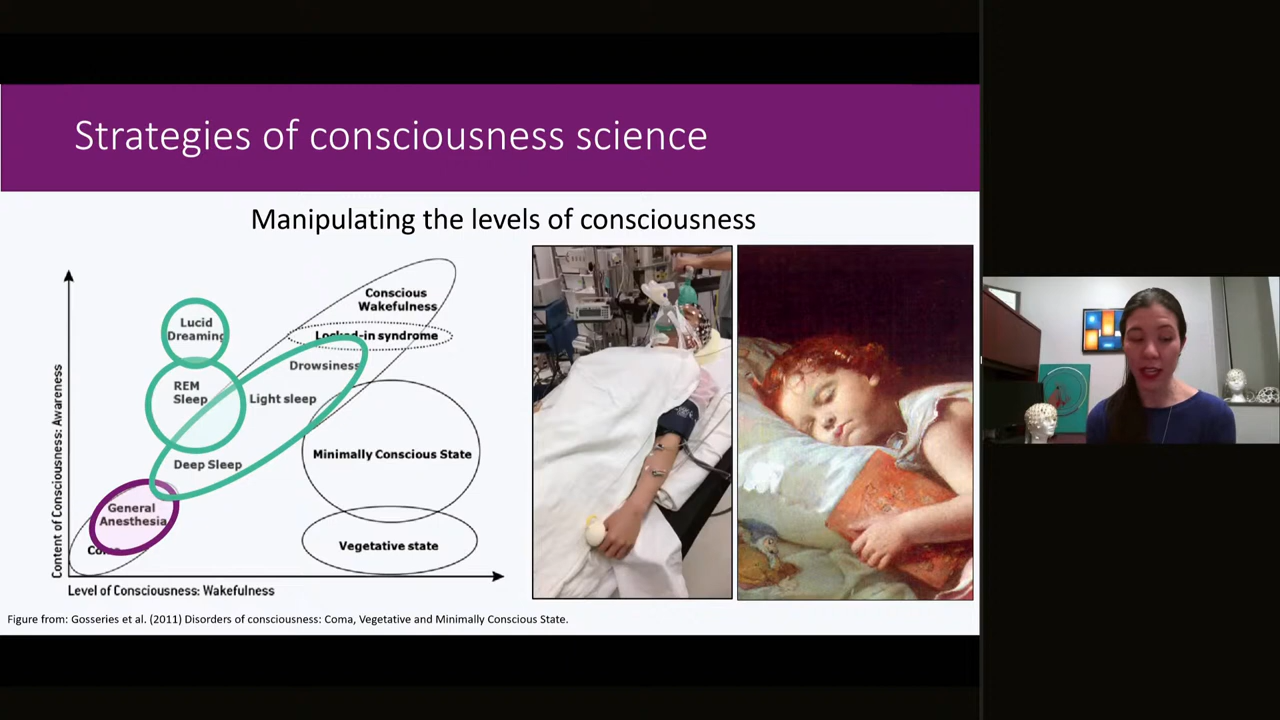 Strategies of consciousness science
Manipulating the levels of consciousness
Content of Consciousness: Awareness
Conscious
Wakefulness
Lucid
Dreaming
Locked-in syndrome
Drowsiness
REM
Sleep
Light sleep
Minimally Conscious State
Deep Sleep
General
Anesthesia
Vegetative state
Level of Consciousness: Wakefulness
Figure from: Gosseries et al. (2011) Disorders of consciousness: Coma, Vegetative and Minimally Conscious State.